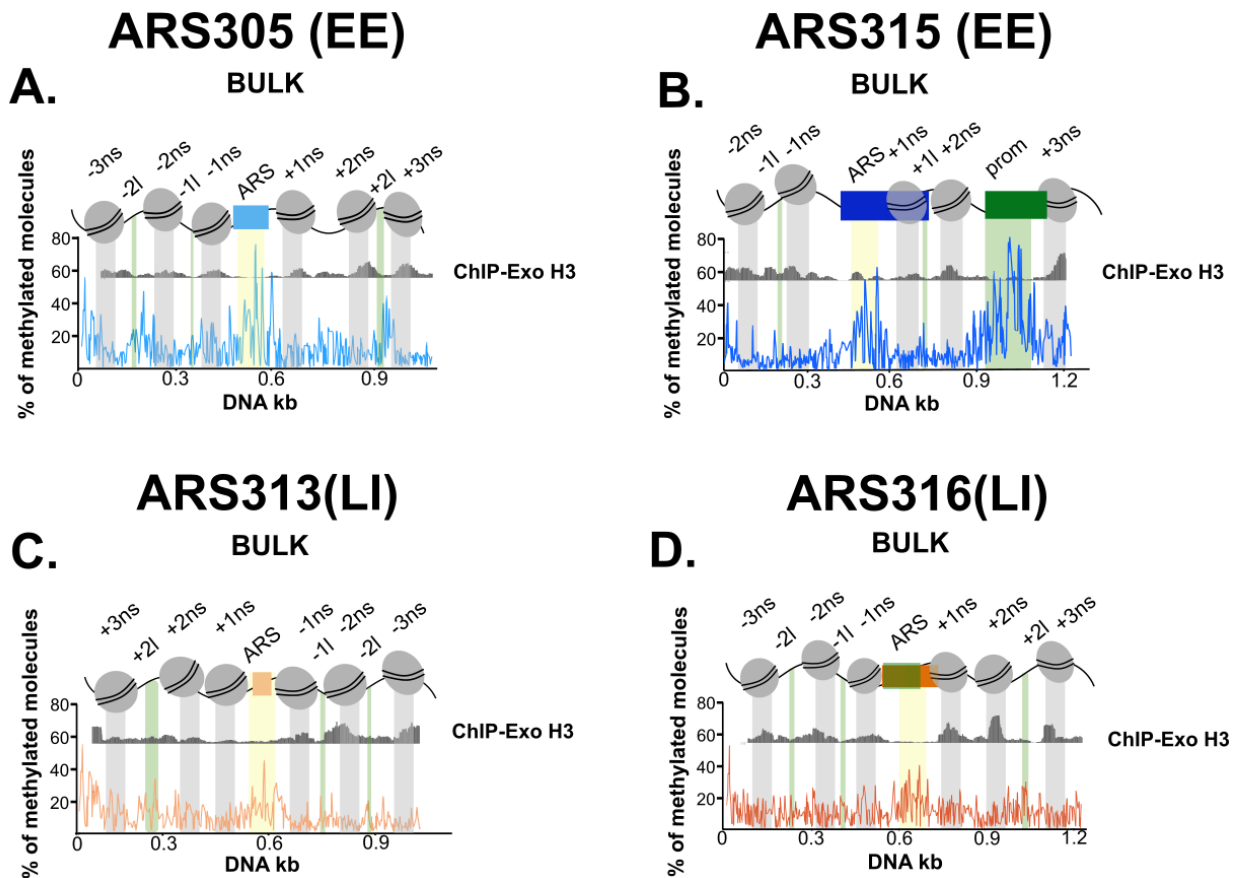 ARS305 (EE)
A.
BULK
-3ns -2l -2ns -1l -1ns ARS +1ns +2ns +2l +3ns
% of methylated molecules
80
60
40
20
ChIP-Exo H3
0 0.3 0.6 0.9
DNA kb
ARS315 (EE)
B.
BULK
-2ns -1l -1ns ARS +1ns +1l +2ns prom +3ns
% of methylated molecules
80
60
40
20
ChIP-Exo H3
0 0.3 0.6 0.9 1.2
DNA kb
ARS313(LI)
C.
BULK
+3ns +2l +2ns +1ns ARS -1ns -1l -2ns -2l -3ns
% of methylated molecules
80
60
40
20
ChIP-Exo H3
0 0.3 0.6 0.9
DNA kb
ARS316(LI)
D.
BULK
-3ns -2l -2ns -1l -1ns ARS +1ns +2ns +2l +3ns
% of methylated molecules
80
60
40
20
ChIP-Exo H3
0 0.3 0.6 0.9 1.2
DNA kb